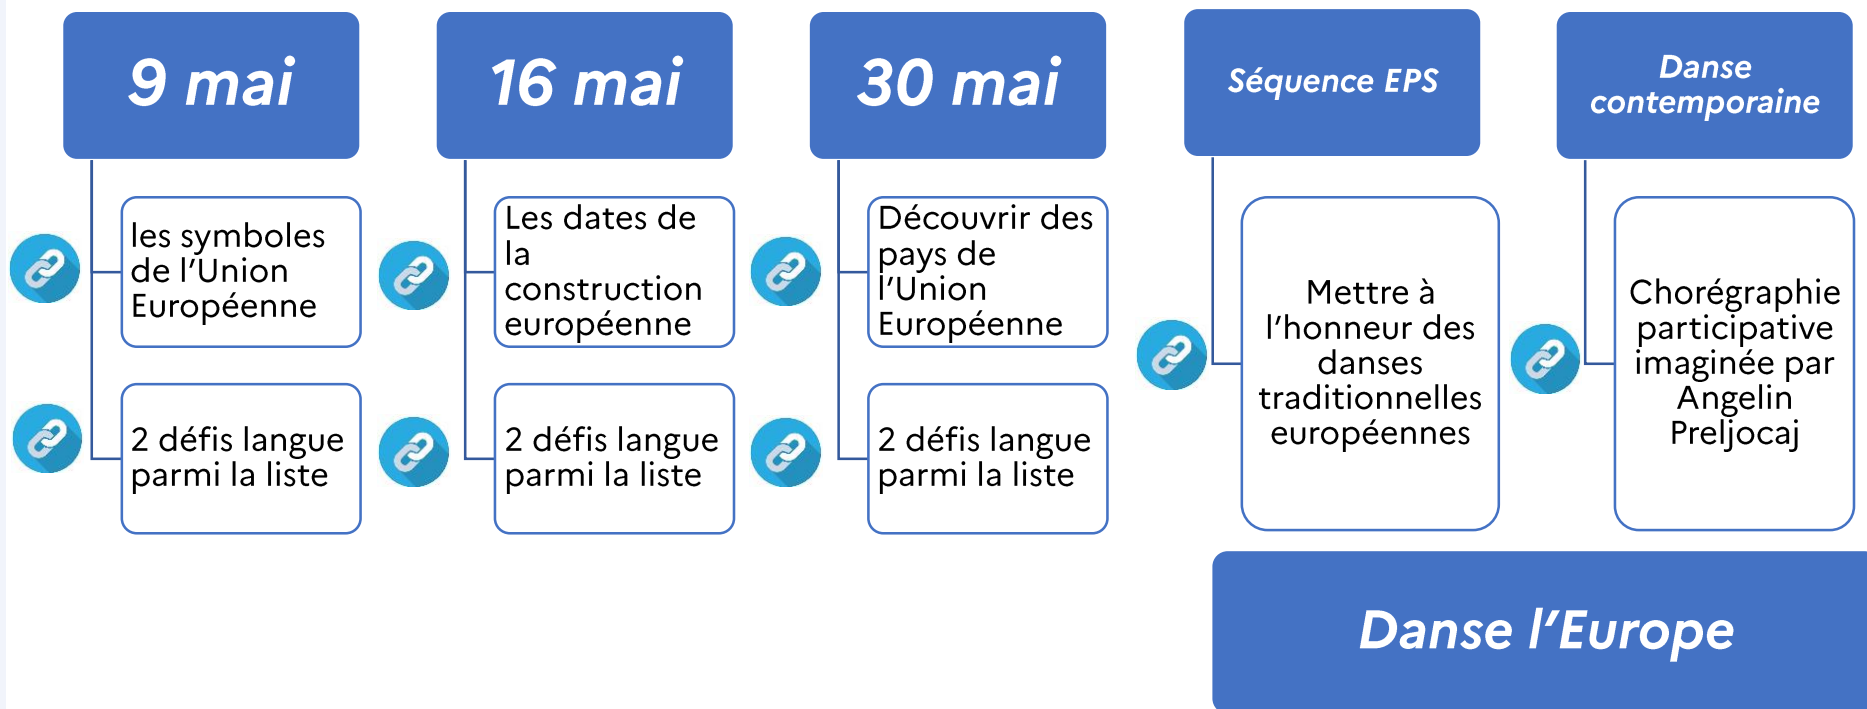 9 mai
les symboles
de l’Union
Européenne
2 défis langue
parmi la liste
16 mai
Les dates de
la
construction
européenne
2 défis langue
parmi la liste
30 mai
Découvrir des
pays de
l’Union
Européenne
2 défis langue
parmi la liste
Séquence EPS
Mettre à
l’honneur des
danses
traditionnelles
européennes
Danse
contemporaine
Chorégraphie
participative
imaginée par
Angelin
Preljocaj
Danse l’Europe